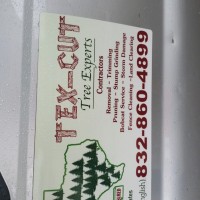 TEX-CUT
Tree Experts
Contractors
Removal - Trimming
Pruning - Stump Grinding
Bobcat Service - Storm Damage
Fence Clearing - Land Clearing
832-860-4899